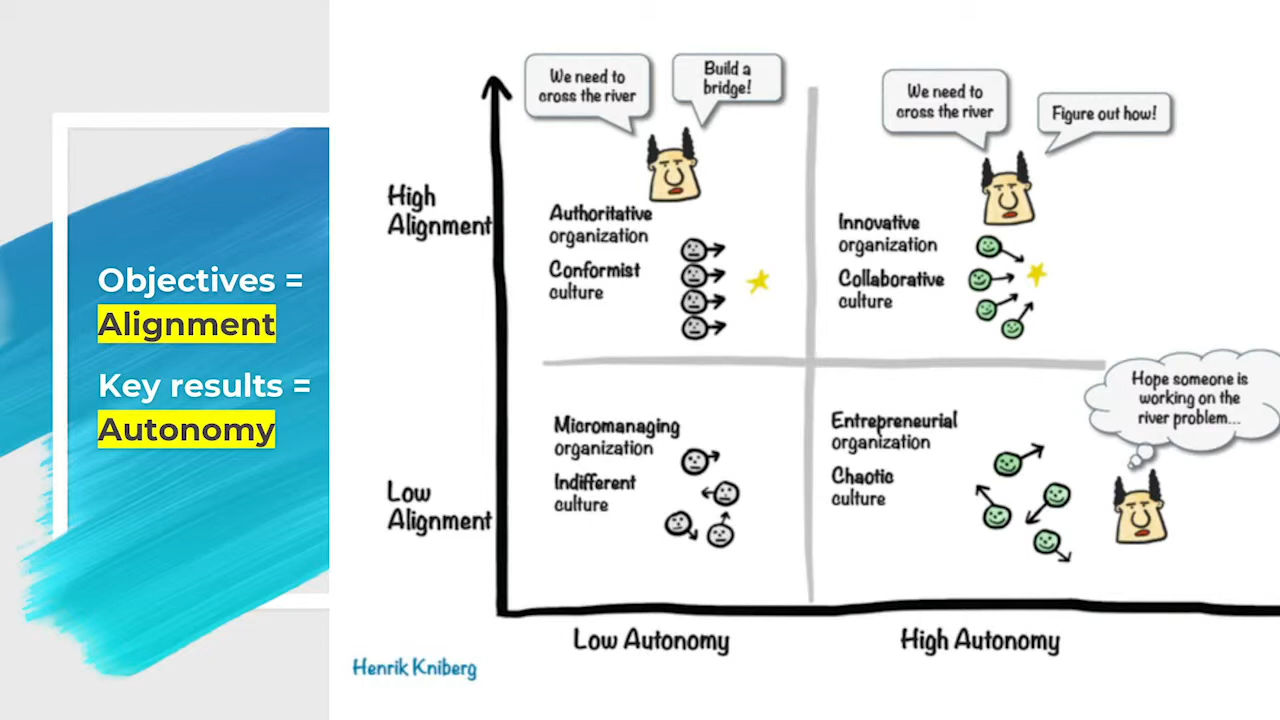 Objectives =
Alignment
Key results =
Autonomy
We need to
cross the river
Build a
bridge!
We need to
cross the river
Figure out how!
High
Alignment
Authoritative
organization
Conformist
culture
Innovative
organization
Collaborative
culture
Hope someone is
working on the
river problem...
Low
Alignment
Micromanaging
organization
Indifferent
culture
Entrepreneurial
organization
Chaotic
culture
Low Autonomy
High Autonomy
Henrik Kniberg